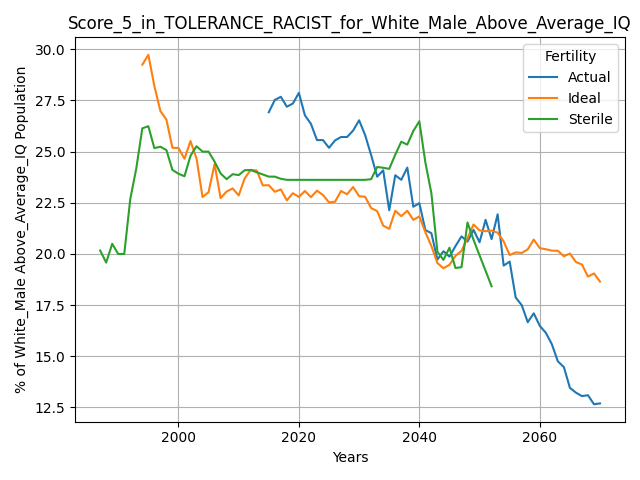 Score_5_in_TOLERANCE_RACIST_for_White_Male_Above_Average_IQ
% of White_Male Above_Average_IQ Population
30.0
27.5
25.0
22.5
20.0
17.5
15.0
12.5
Fertility
Actual
Ideal
Sterile
2000
2020
2040
2060
Years